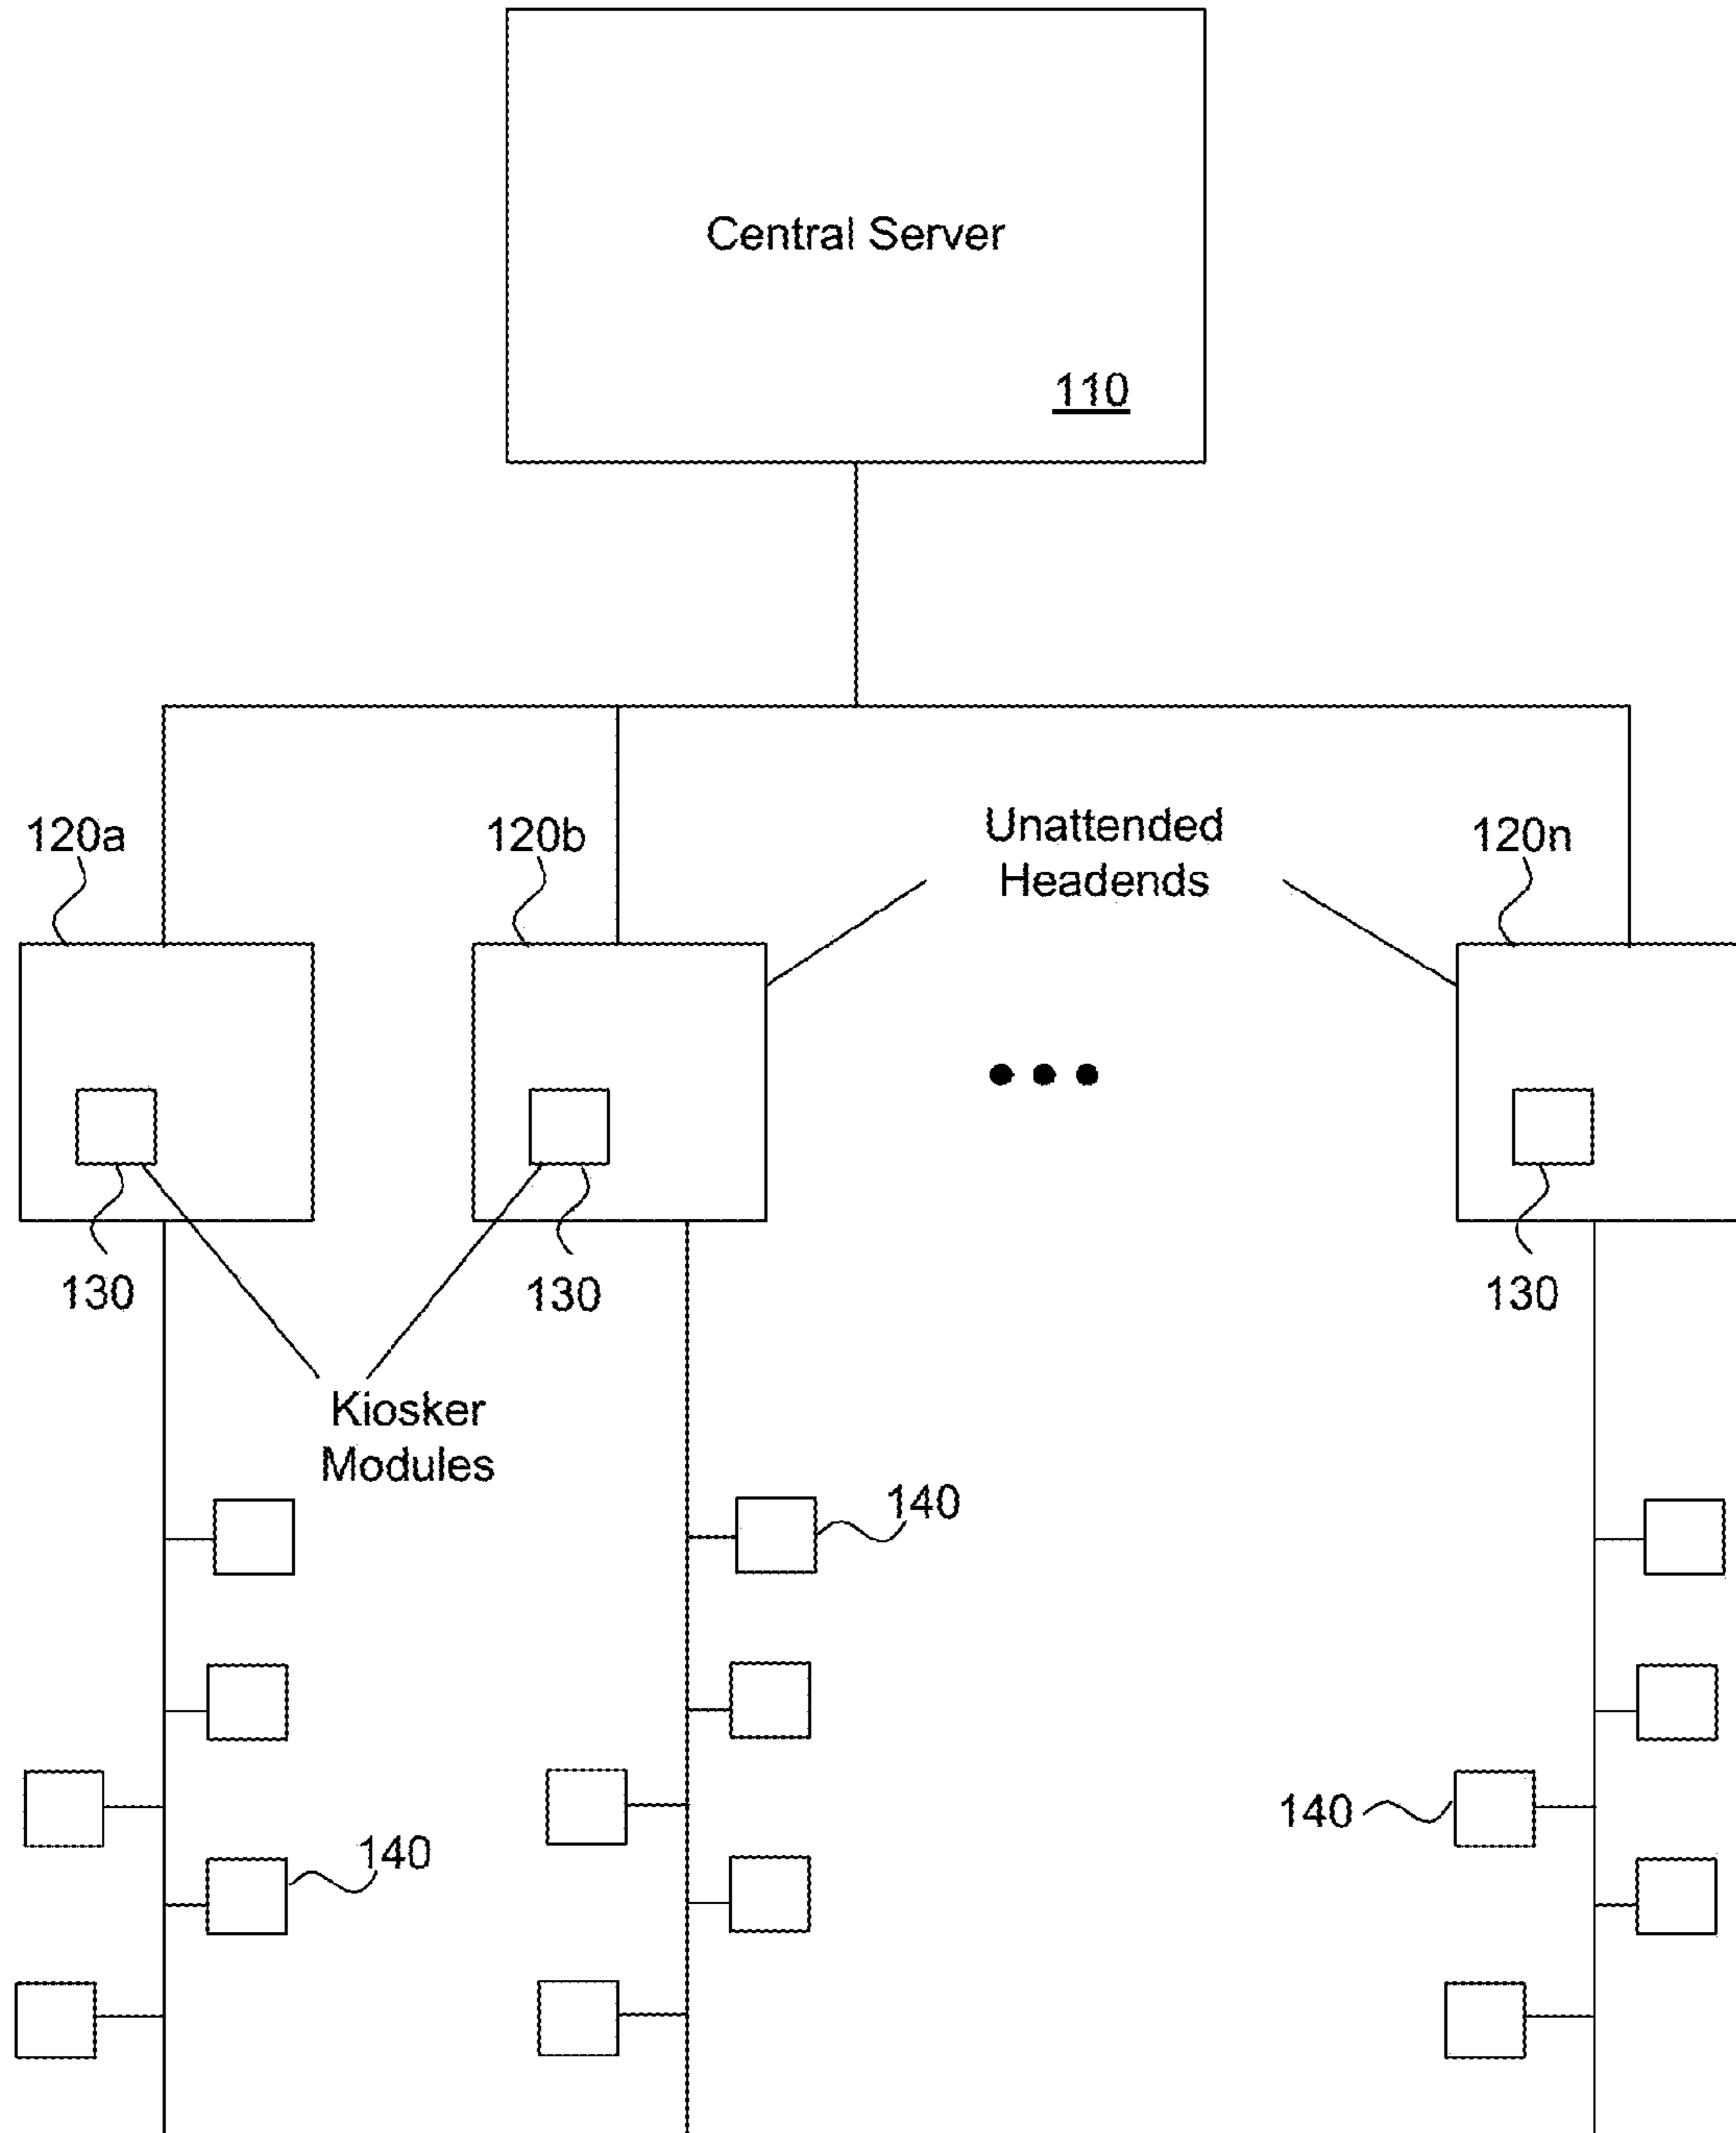 Central Server
110
120a
120b
Unattended
Headends
120n
130
130
130
Kiosker
Modules
140
140
140